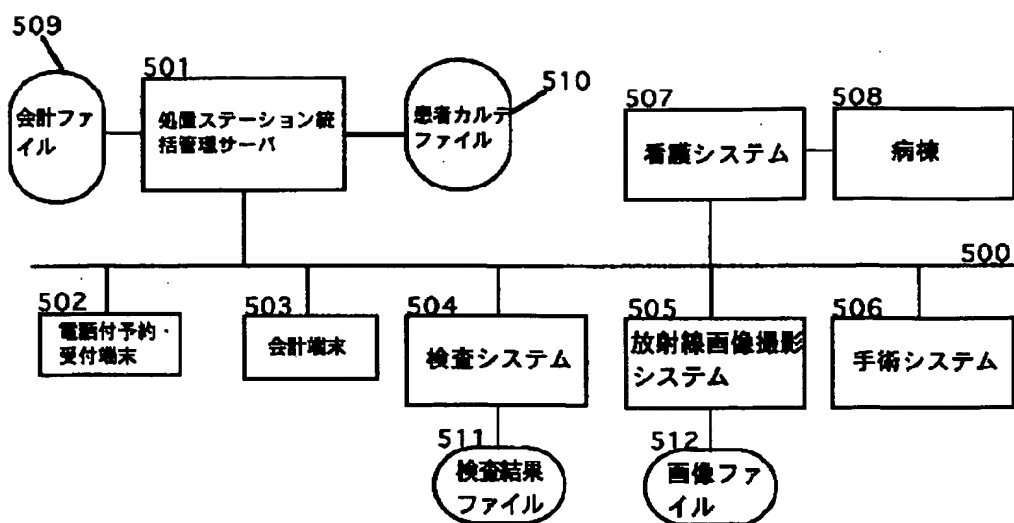 509
501
510
507
508
会計ファ
イル
処置ステーション統
括管理サーバ
患者カルテ
ファイル
看護システム
病棟
500
502
503
504
505
506
電話付予約・
受付端末
会計端末
検査システム
放射線画像撮影
システム
手術システム
511
512
検査結果
ファイル
画像ファ
イル